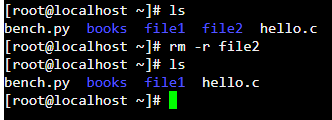 [root@localhost ~]# ls
bench.py  books  file1  file2  hello.c
[root@localhost ~]# rm -r file2
[root@localhost ~]# ls
bench.py  books  file1  hello.c
[root@localhost ~]#